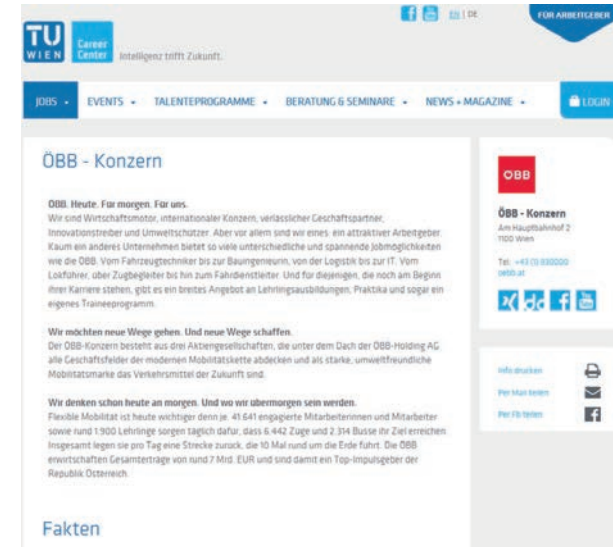 EN | DE
FÜR ARBEITGEBER
TU
WIEN
Career
Center
Intelligenz trifft Zukunft.
JOBS
EVENTS
TALENTEPROGRAMME
BERATUNG & SEMINARE
NEWS + MAGAZINE
LOGIN
ÖBB - Konzern
ÖBB. Heute. Für morgen. Für uns.
Wir sind Wirtschaftsmotor, internationaler Konzern, verlässlicher Geschäftspartner,
Innovationstreiber und Umweltschützer. Aber vor allem sind wir eines: ein attraktiver Arbeitgeber.
Kaum ein anderes Unternehmen bietet so viele unterschiedliche und spannende Jobmöglichkeiten
wie die ÖBB. Vom Fahrzeugtechniker bis zur Bauingenieurin, von der Logistik bis zur IT. Vom
Lokführer, über Zugbegleiter bis hin zum Fahrdienstleiter. Und für diejenigen, die noch am Beginn
ihrer Karriere stehen, gibt es ein breites Angebot an Lehrlingsausbildungen, Praktika und sogar ein
eigenes Traineeprogramm.
Wir möchten neue Wege gehen. Und neue Wege schaffen.
Der ÖBB-Konzern besteht aus drei Aktiengesellschaften, die unter dem Dach der ÖBB-Holding AG
alle Geschäftsfelder der modernen Mobilitätskette abdecken und als starke, umweltfreundliche
Mobilitätsmarke das Verkehrsmittel der Zukunft sind.
Wir denken schon heute an morgen. Und wo wir übermorgen sein werden.
Flexible Mobilität ist heute wichtiger denn je. 41.641 engagierte Mitarbeiterinnen und Mitarbeiter
sowie rund 1.900 Lehrlinge sorgen täglich dafür, dass 6.442 Züge und 2.314 Busse ihr Ziel erreichen.
Insgesamt legen sie pro Tag eine Strecke zurück, die 10 Mal rund um die Erde führt. Die ÖBB
erwirtschaften Gesamterträge von rund 7 Mrd. EUR und sind damit ein Top-Impulsgeber der
Republik Österreich.
Fakten
ÖBB
ÖBB - Konzern
Am Hauptbahnhof 2
1100 Wien
Tel: +43 (1) 930000
oebb.at
Info drucken
Per Mail teilen
Per Fb teilen